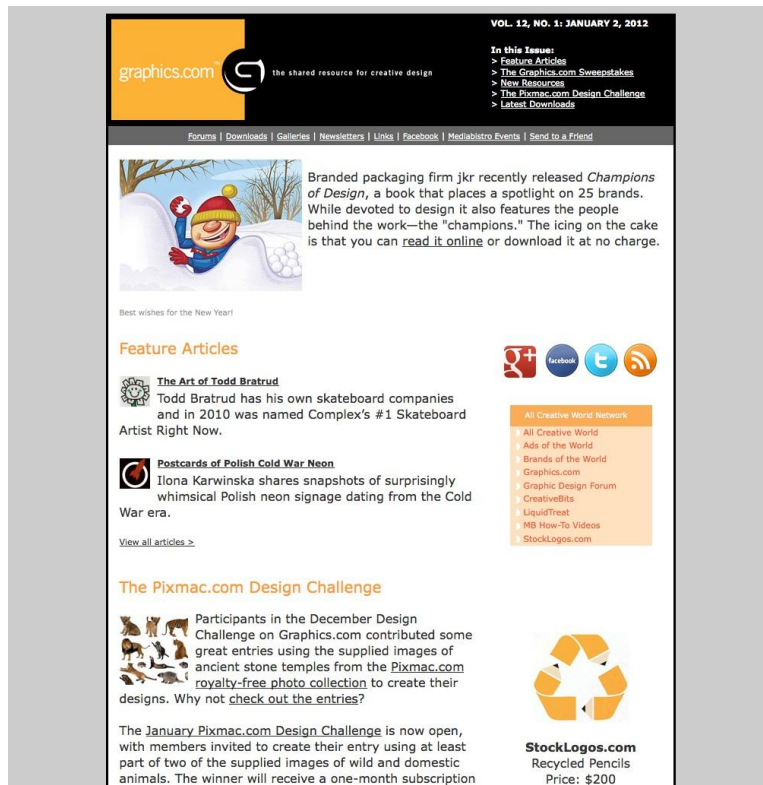 VOL. 12, NO. 1: JANUARY 2, 2012
graphics.com™
the shared resource for creative design
In this Issue:
> Feature Articles
> The Graphics.com Sweepstakes
> New Resources
> The Pixmac.com Design Challenge
> Latest Downloads
Forums | Downloads | Galleries | Newsletters | Links | Facebook | Mediabistro Events | Send to a Friend
Branded packaging firm jkr recently released Champions
of Design, a book that places a spotlight on 25 brands.
While devoted to design it also features the people
behind the work—the "champions." The icing on the cake
is that you can read it online or download it at no charge.
Best wishes for the New Year!
Feature Articles
The Art of Todd Bratrud
Todd Bratrud has his own skateboard companies
and in 2010 was named Complex's #1 Skateboard
Artist Right Now.
Postcards of Polish Cold War Neon
Ilona Karwinska shares snapshots of surprisingly
whimsical Polish neon signage dating from the Cold
War era.
View all articles >
g+
facebook
t
All Creative World Network
All Creative World
Ads of the World
Brands of the World
Graphics.com
Graphic Design Forum
CreativeBits
LiquidTreat
MB How-To Videos
StockLogos.com
The Pixmac.com Design Challenge
Participants in the December Design
Challenge on Graphics.com contributed some
great entries using the supplied images of
ancient stone temples from the Pixmac.com
royalty-free photo collection to create their
designs. Why not check out the entries?
The January Pixmac.com Design Challenge is now open,
with members invited to create their entry using at least
part of two of the supplied images of wild and domestic
animals. The winner will receive a one-month subscription
StockLogos.com
Recycled Pencils
Price: $200